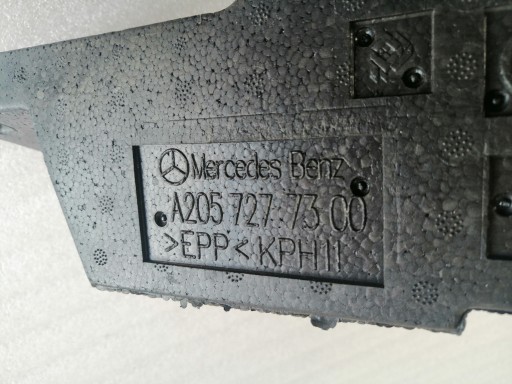 Mercedes Benz
A205 727 73 00
>EPP< KPH11